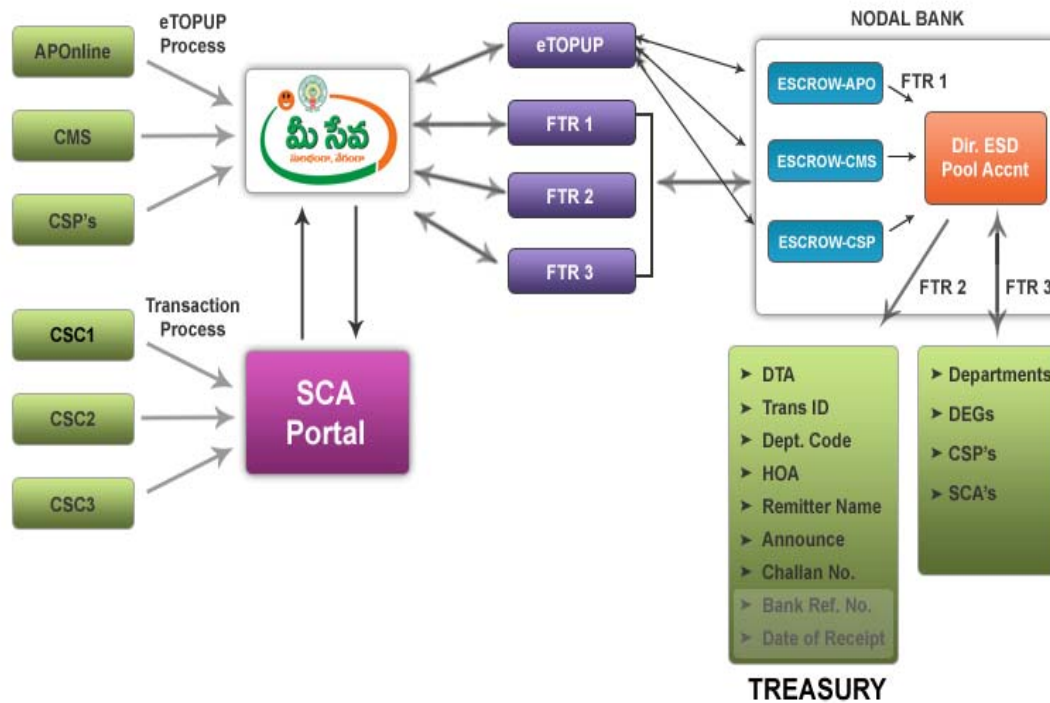 eTOPUP
Process
APOnline
CMS
CSP's
మీ సేవ
Transaction
Process
CSC1
CSC2
CSC3
SCA
Portal
eTOPUP
FTR 1
FTR 2
FTR 3
NODAL BANK
ESCROW-APO
ESCROW-CMS
ESCROW-CSP
FTR 1
Dir. ESD
Pool Accnt
FTR 2
FTR 3
DTA
Trans ID
Dept. Code
HOA
Remitter Name
Announce
Challan No.
Bank Ref. No.
Date of Receipt
TREASURY
Departments
DEGs
CSP's
SCA's